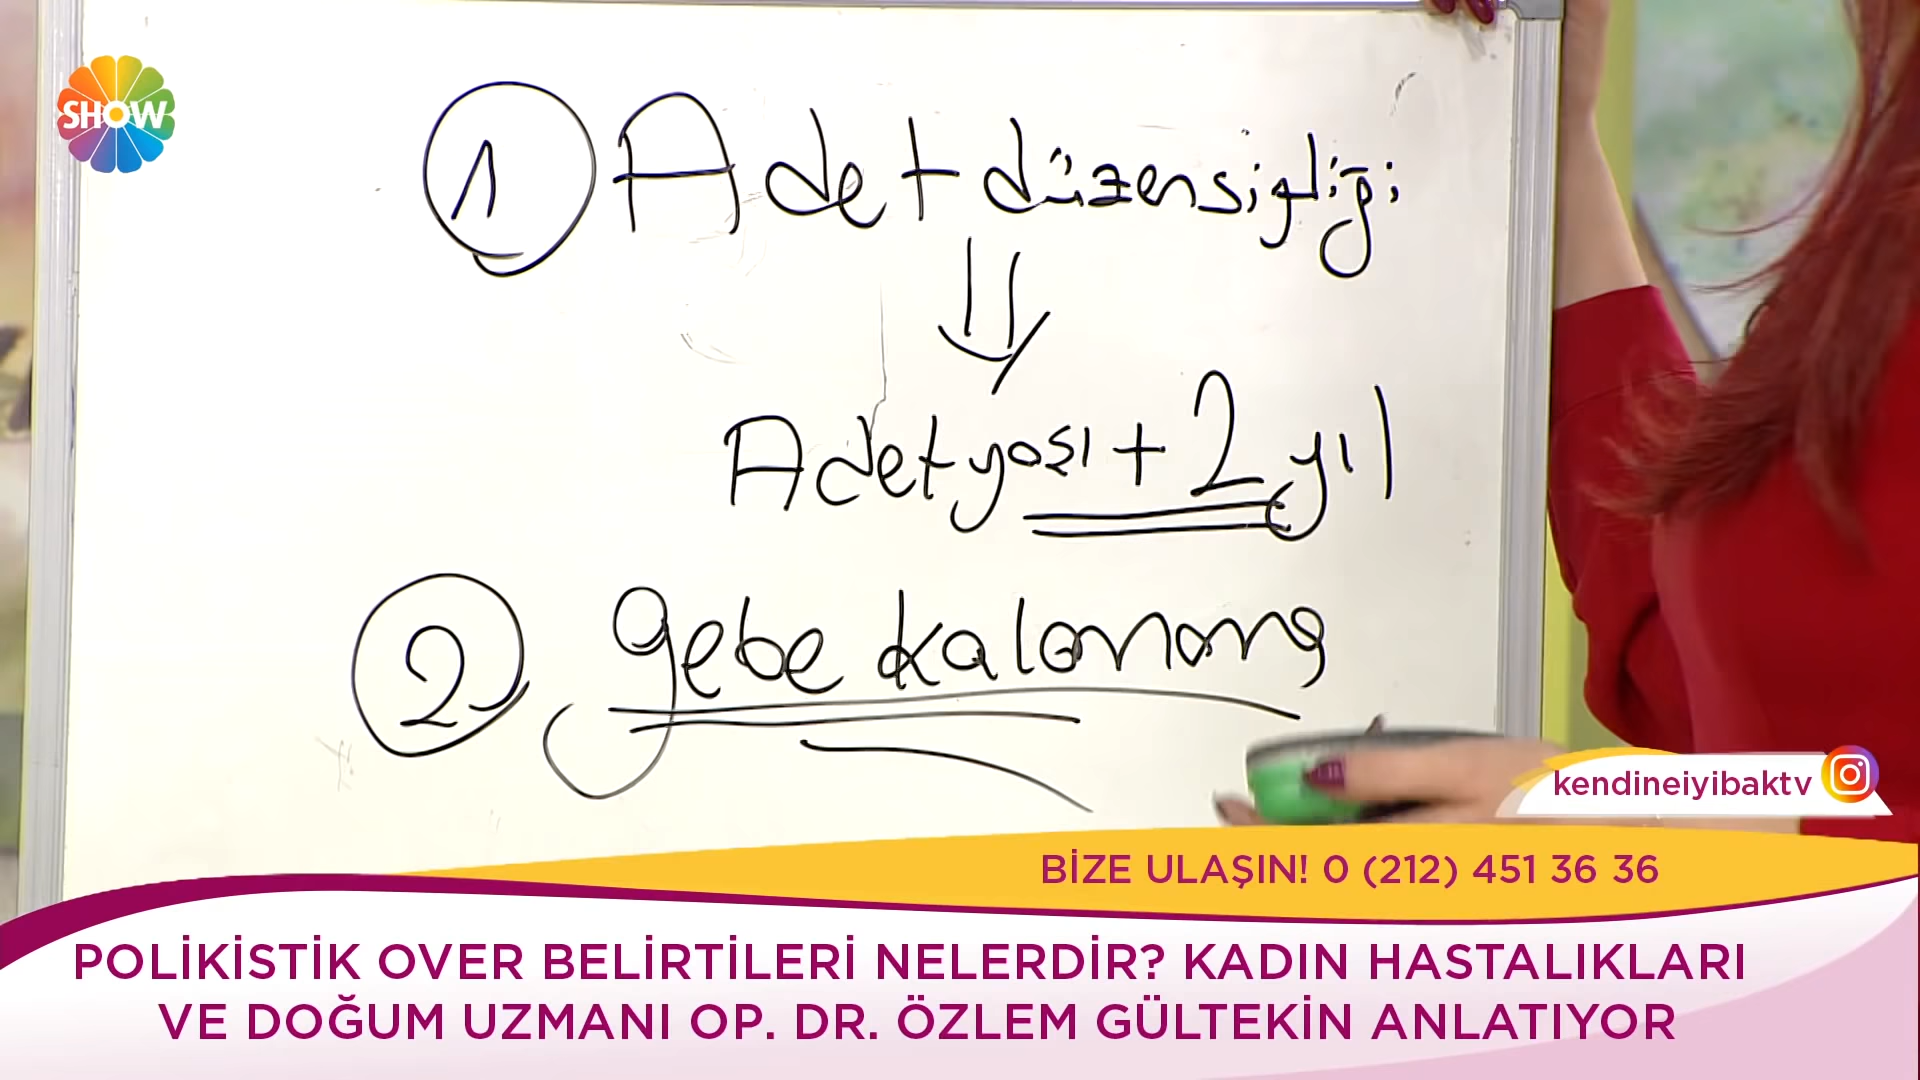 SHOW
1 Adet düzensizliği
Adet yaşı + 2 yıl
2 gebe kalamama
kendineiyibaktv
BİZE ULAŞIN! 0 (212) 451 36 36
POLİKİSTİK OVER BELİRTİLERİ NELERDİR? KADIN HASTALIKLARI
VE DOĞUM UZMANI OP. DR. ÖZLEM GÜLTEKİN ANLATIYOR